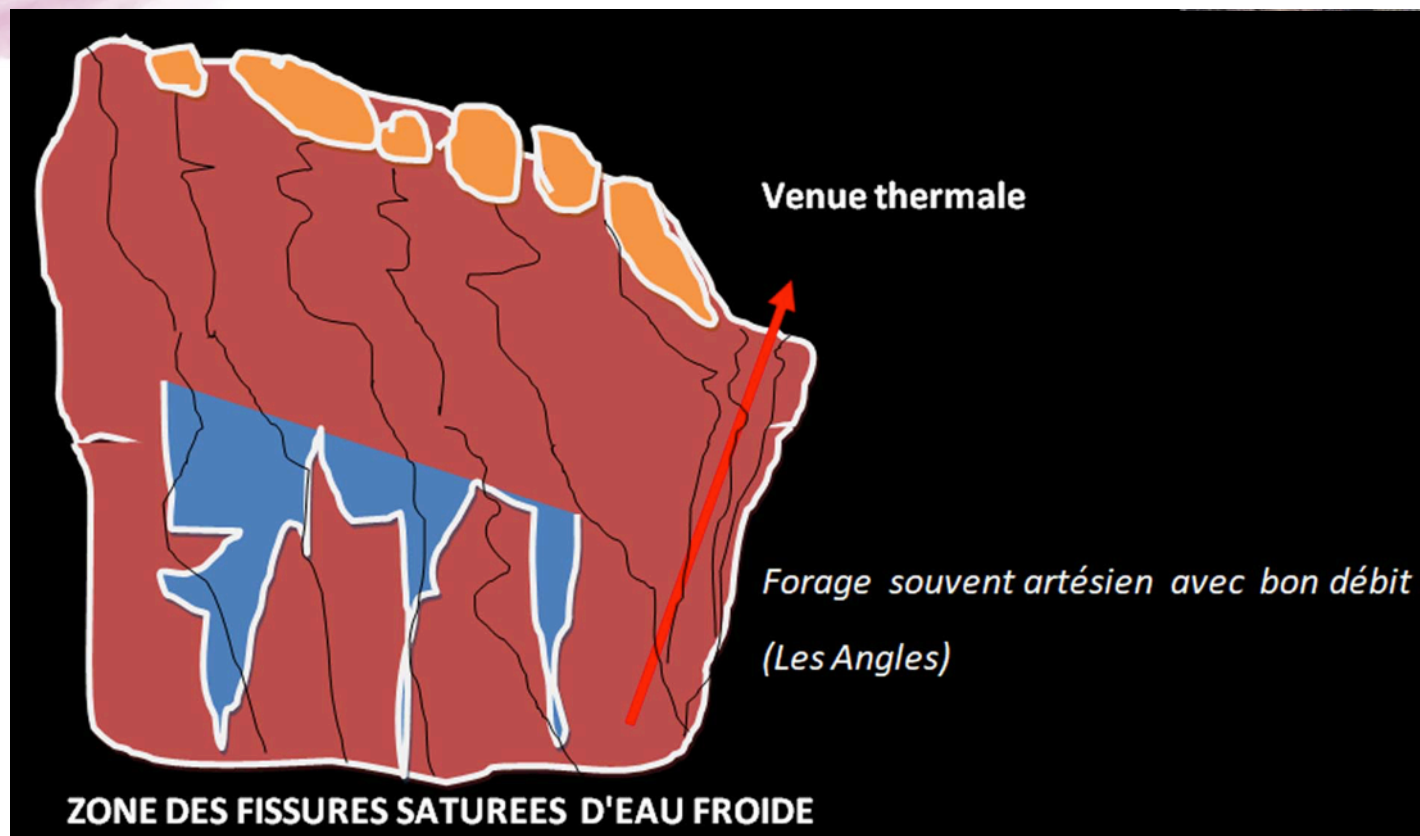 Venue thermale
Forage souvent artésien avec bon débit
(Les Angles)
ZONE DES FISSURES SATUREES D'EAU FROIDE